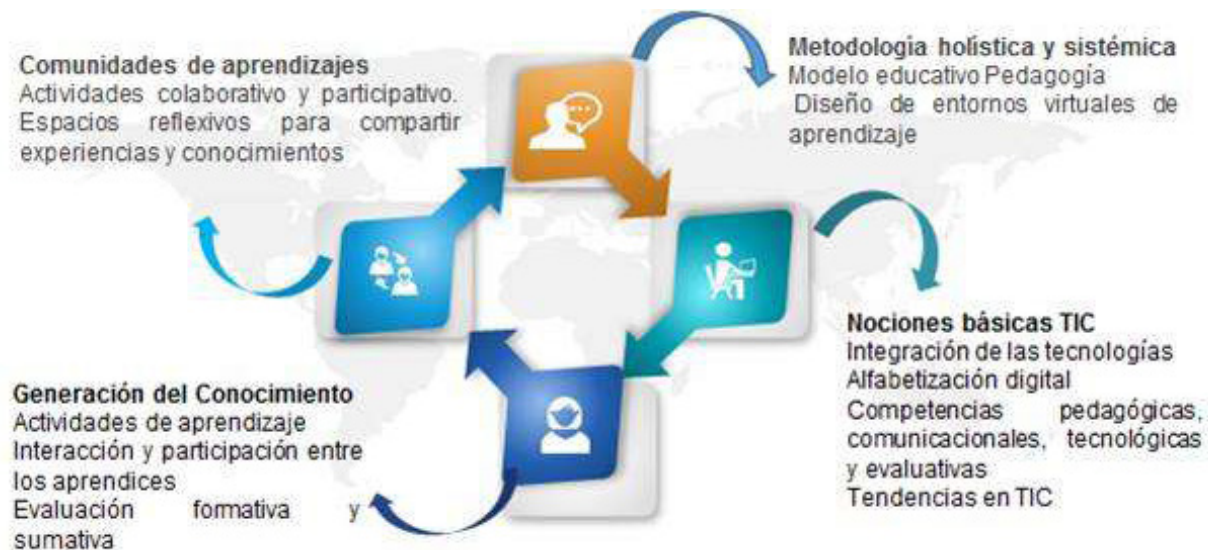 Comunidades de aprendizajes
Actividades colaborativo y participativo.
Espacios reflexivos para compartir
experiencias y conocimientos
Metodología holística y sistémica
Modelo educativo Pedagogía
Diseño de entornos virtuales de
aprendizaje
Nociones básicas TIC
Integración de las tecnologías
Alfabetización digital
Competencias pedagógicas,
comunicacionales, tecnológicas
y evaluativas
Tendencias en TIC
Generación del Conocimiento
Actividades de aprendizaje
Interacción y participación entre
los aprendices
Evaluación formativa y
sumativa